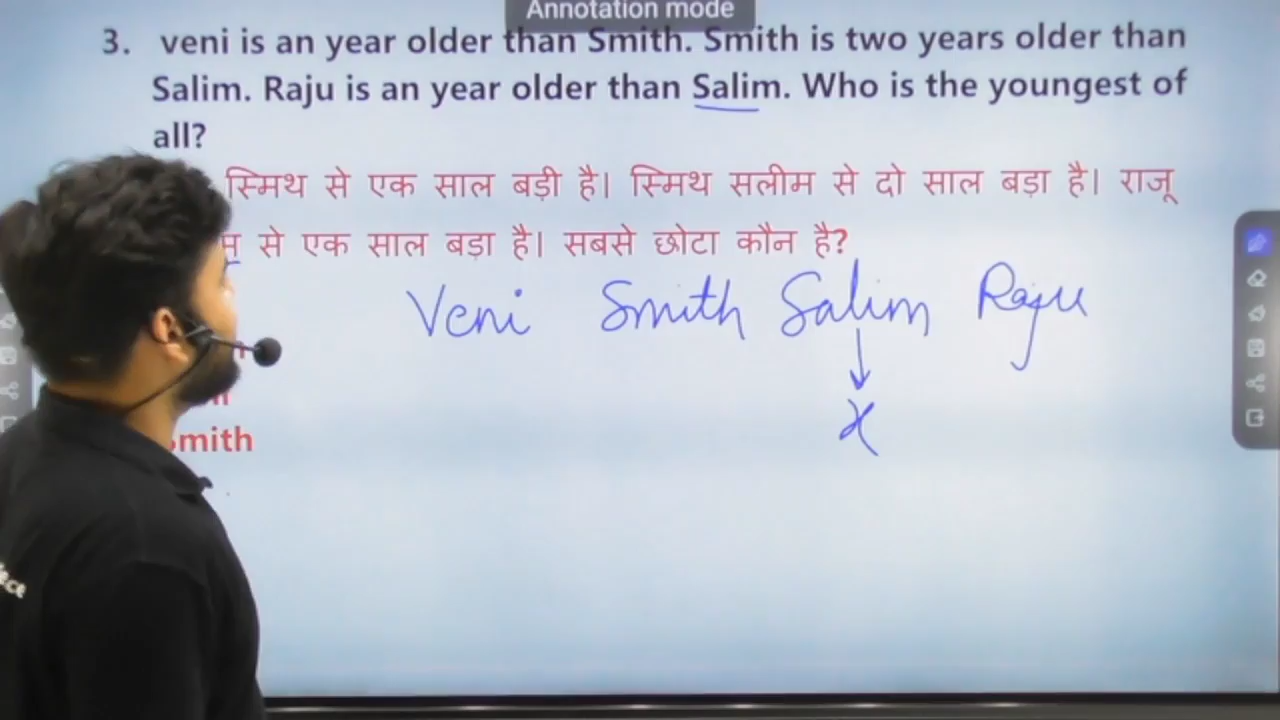 Annotation mode
3. veni is an year older than Smith. Smith is two years older than
Salim. Raju is an year older than Salim. Who is the youngest of
all?
स्मिथ से एक साल बड़ी है। स्मिथ सलीम से दो साल बड़ा है। राजू
से एक साल बड़ा है। सबसे छोटा कौन है?
Veni Smith Salim Raju
x
mith